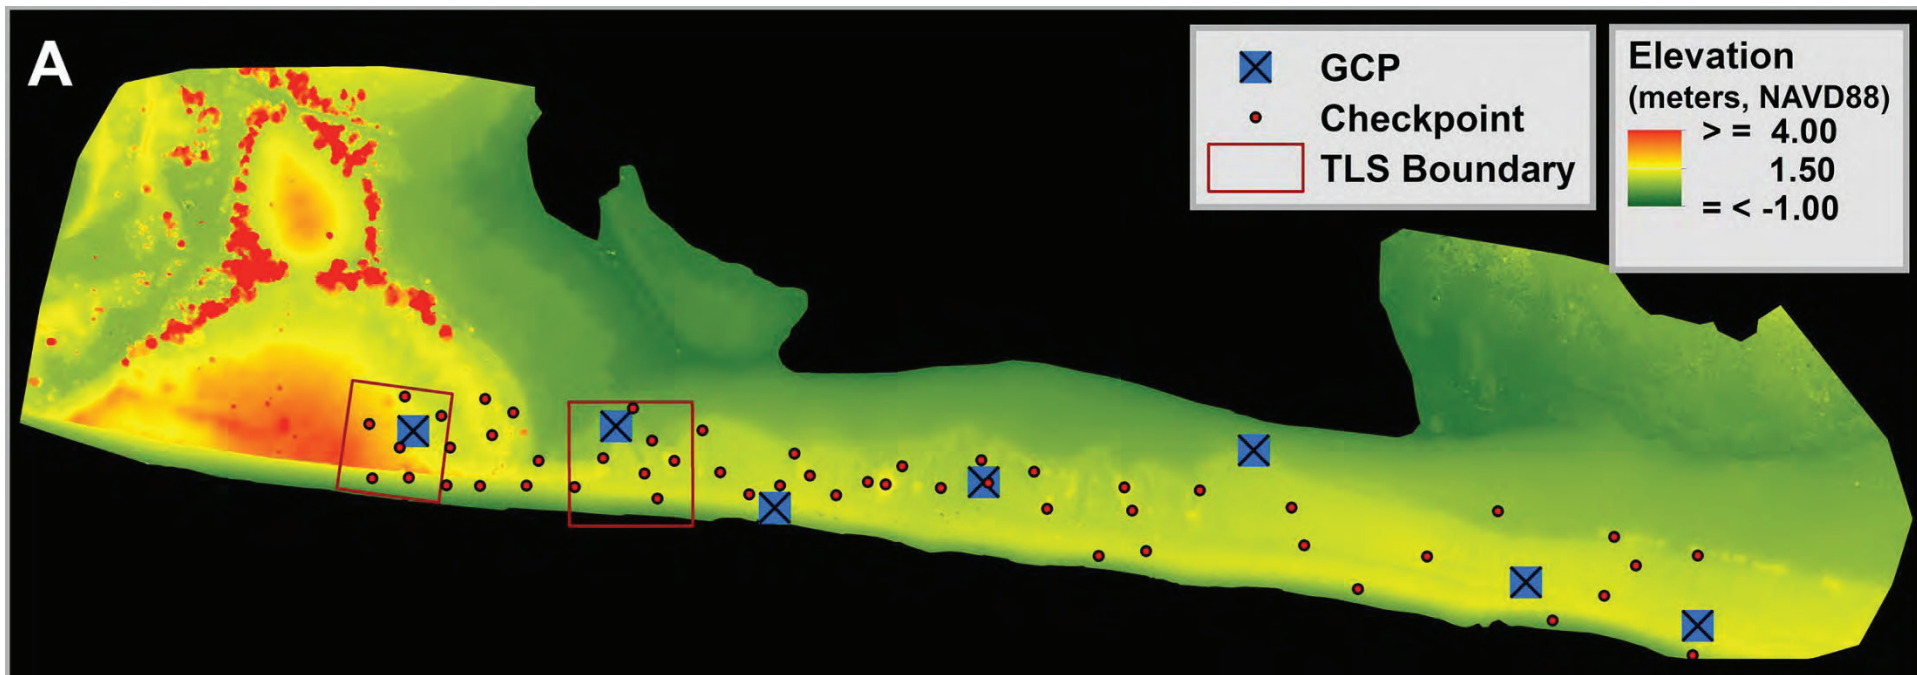 A
GCP
Checkpoint
TLS Boundary
Elevation
(meters, NAVD88)
> = 4.00
1.50
= < -1.00